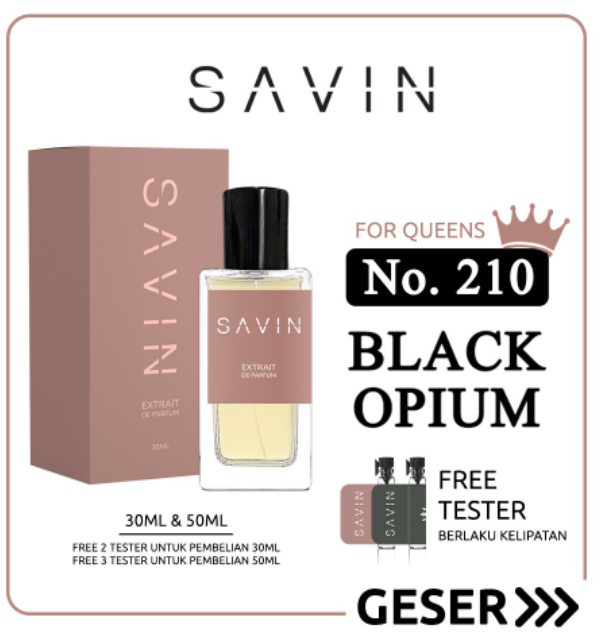 SAVIN
SAVIN
EXTRAIT
DE PARFUM
50ML
SAVIN
EXTRAIT
DE PARFUM
FOR QUEENS
No. 210
BLACK
OPIUM
SAVIN
SAVIN
FREE
TESTER
BERLAKU KELIPATAN
30ML & 50ML
FREE 2 TESTER UNTUK PEMBELIAN 30ML
FREE 3 TESTER UNTUK PEMBELIAN 50ML
GESER